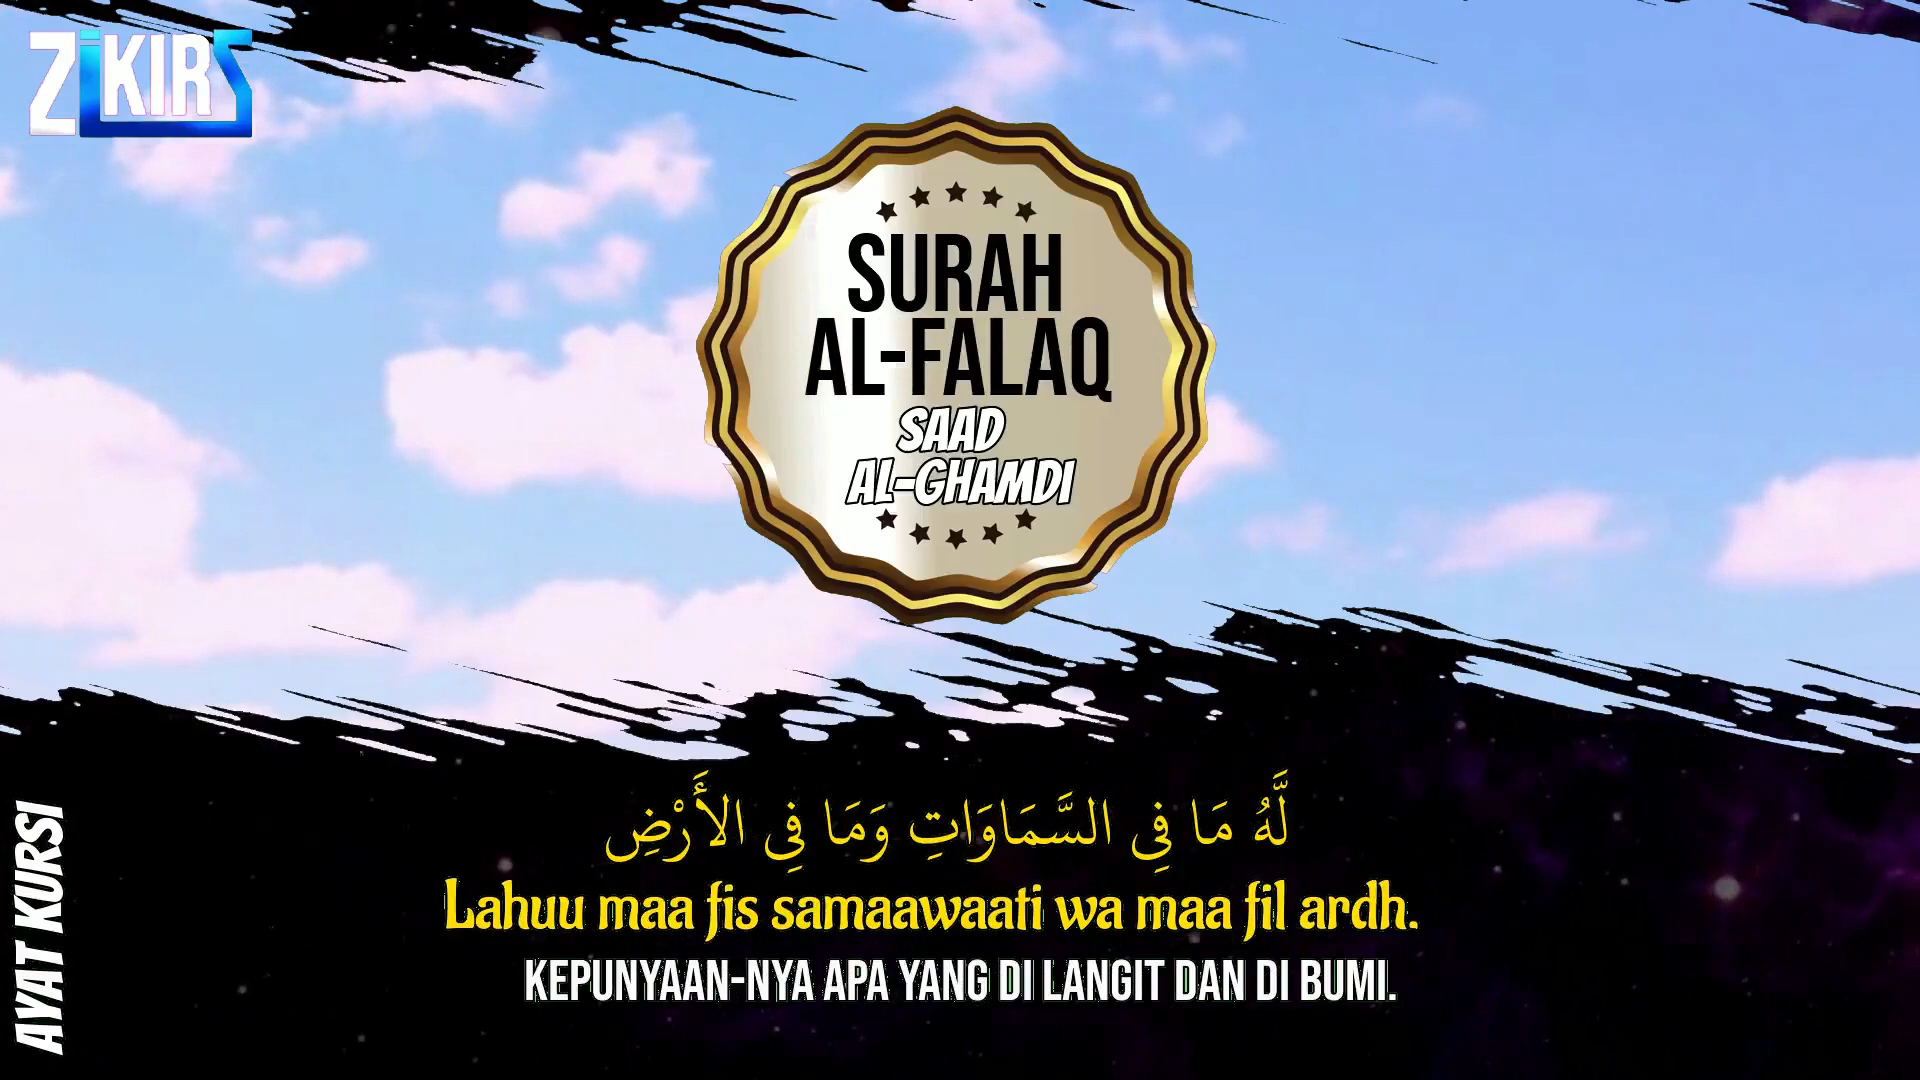 ZIKIRS
SURAH
AL-FALAQ
SAAD
AL-GHAMDI
لَّهُ مَا فِي السَّمَاوَاتِ وَمَا فِي الأَرْضِ
Lahuu maa fis samaawaati wa maa fil ardh.
KEPUNYAAN-NYA APA YANG DI LANGIT DAN DI BUMI.
AYAT KURSI